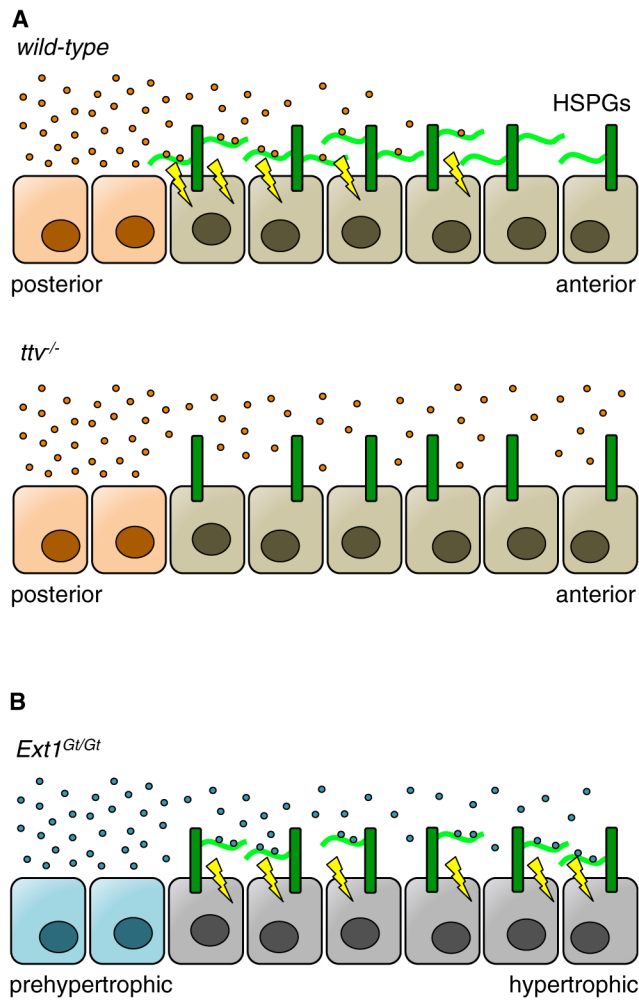 A
wild-type
HSPGs
posterior anterior
ttv-/-
posterior anterior
B
Ext1Gt/Gt
prehypertrophic hypertrophic